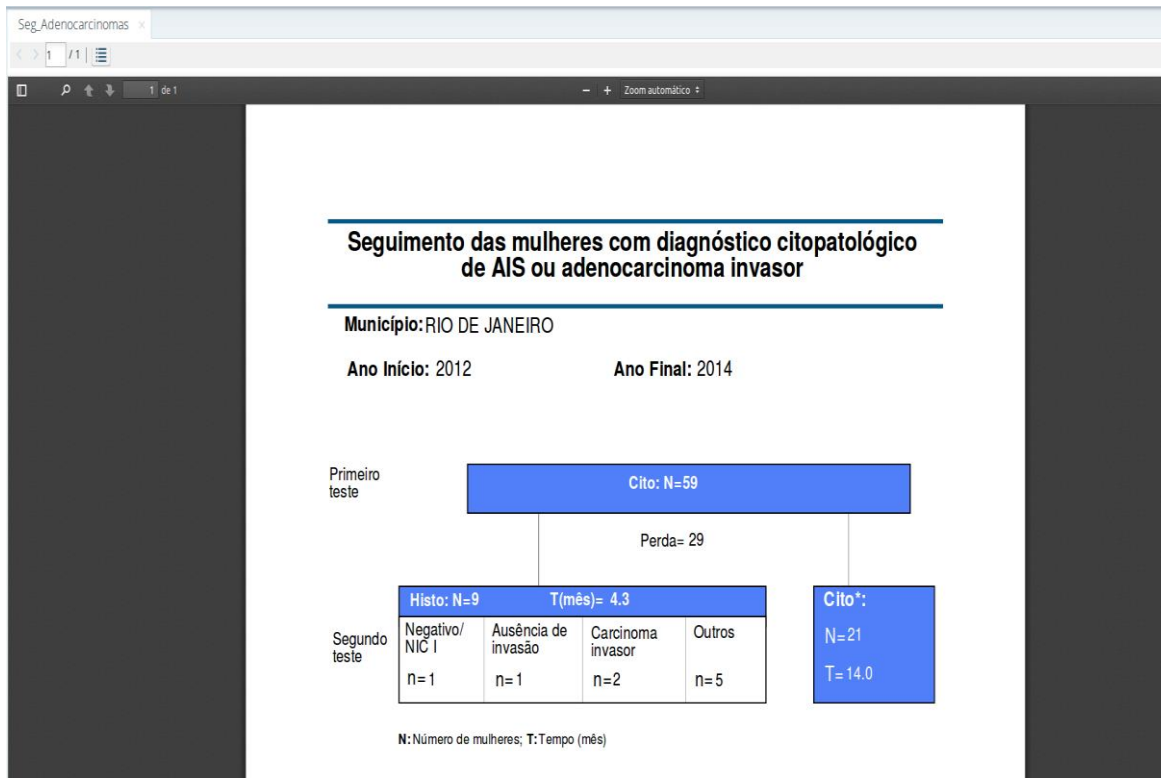 Seg_Adenocarcinomas ×
1 / 1
1 de 1
Zoom automático
Seguimento das mulheres com diagnóstico citopatológico
de AIS ou adenocarcinoma invasor
Município: RIO DE JANEIRO
Ano Início: 2012 Ano Final: 2014
Primeiro
teste
Cito: N=59
Perda= 29
Histo: N=9 T(mês)= 4.3
Segundo
teste
Negativo/
NIC I
n=1
Ausência de
invasão
n=1
Carcinoma
invasor
n=2
Outros
n=5
Cito*:
N=21
T=14.0
N:Número de mulheres; T:Tempo (mês)